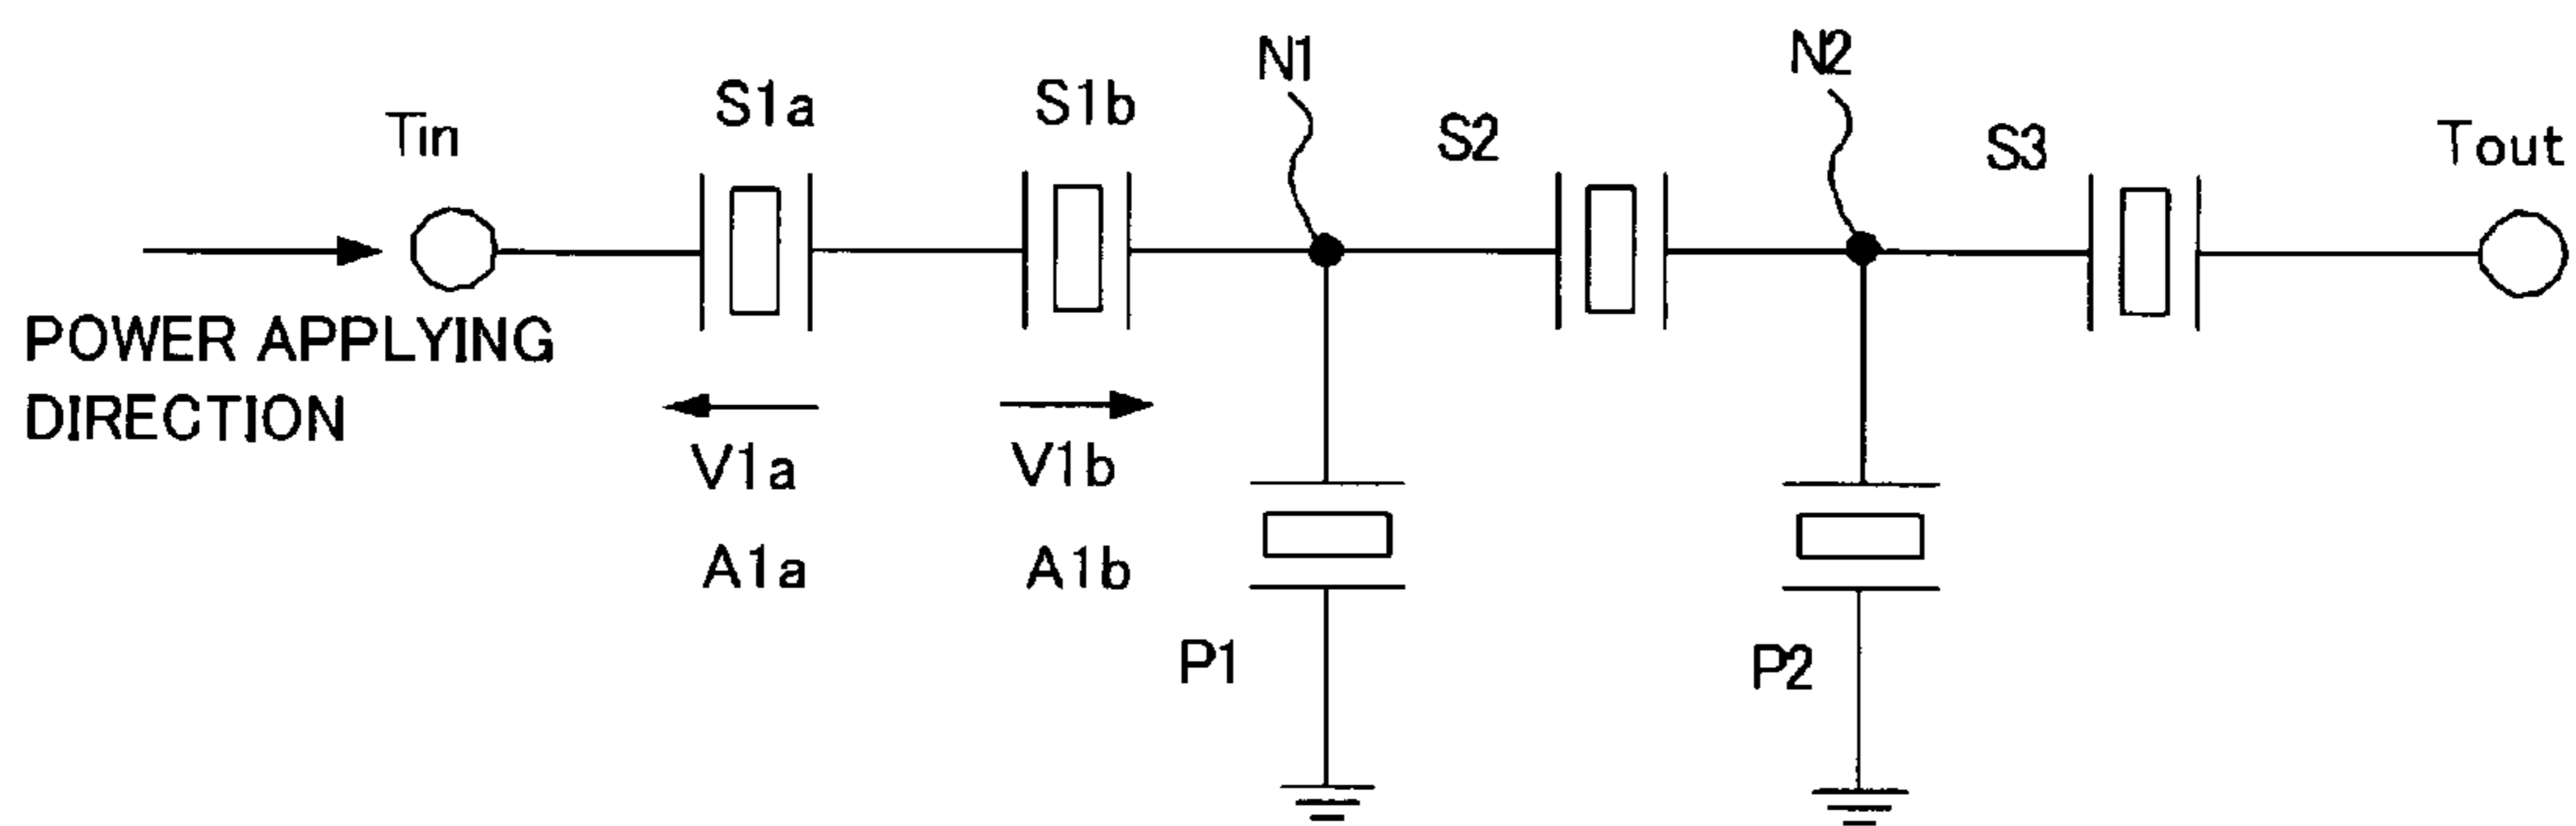 N1
N2
S1a
S1b
Tin
S2
S3
Tout
POWER APPLYING
DIRECTION
V1a
V1b
A1a
A1b
P1
P2